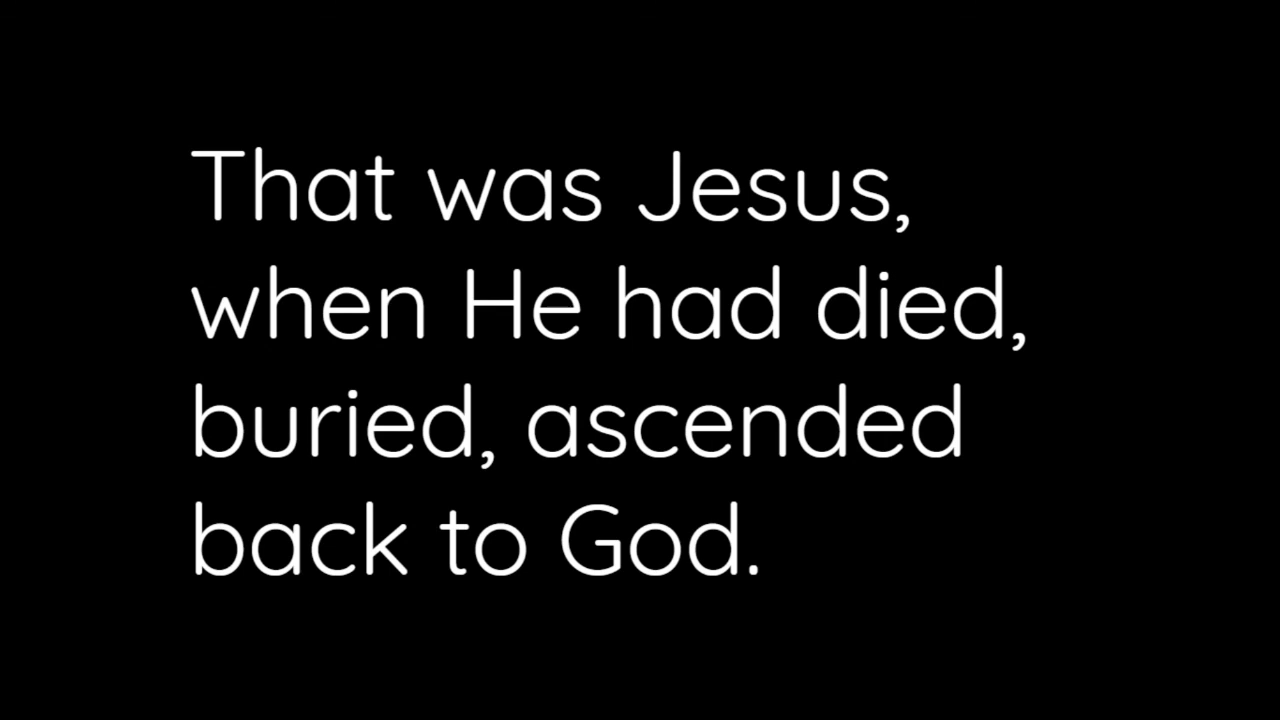 That was Jesus,
when He had died,
buried, ascended
back to God.